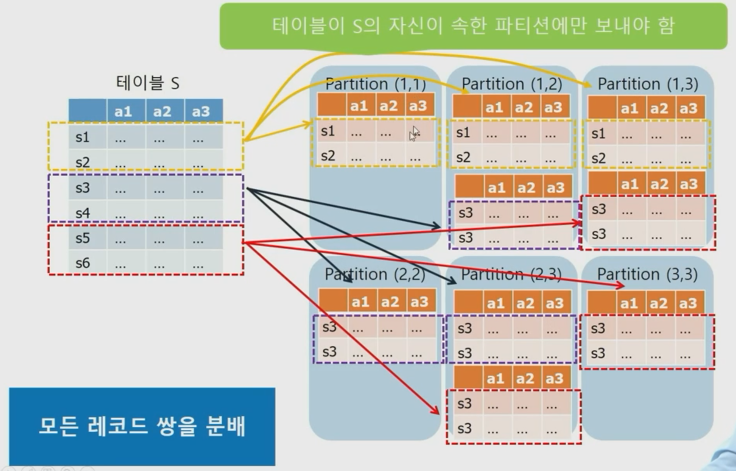 테이블이 S의 자신이 속한 파티션에만 보내야 함
테이블 S
a1 a2 a3
s1 ... ... ...
s2 ... ... ...
s3 ... ... ...
s4 ... ... ...
s5 ... ... ...
s6 ... ... ...
Partition (1,1)
a1 a2 a3
s1 ... ... ...
s2 ... ... ...
Partition (1,2)
a1 a2 a3
s1 ... ... ...
s2 ... ... ...
a1 a2 a3
s3 ... ... ...
s3 ... ... ...
Partition (1,3)
a1 a2 a3
s1 ... ... ...
s2 ... ... ...
a1 a2 a3
s3 ... ... ...
s3 ... ... ...
Partition (2,2)
a1 a2 a3
s3 ... ... ...
s3 ... ... ...
Partition (2,3)
a1 a2 a3
s3 ... ... ...
s3 ... ... ...
a1 a2 a3
s3 ... ... ...
s3 ... ... ...
Partition (3,3)
a1 a2 a3
s3 ... ... ...
s3 ... ... ...
모든 레코드 쌍을 분배